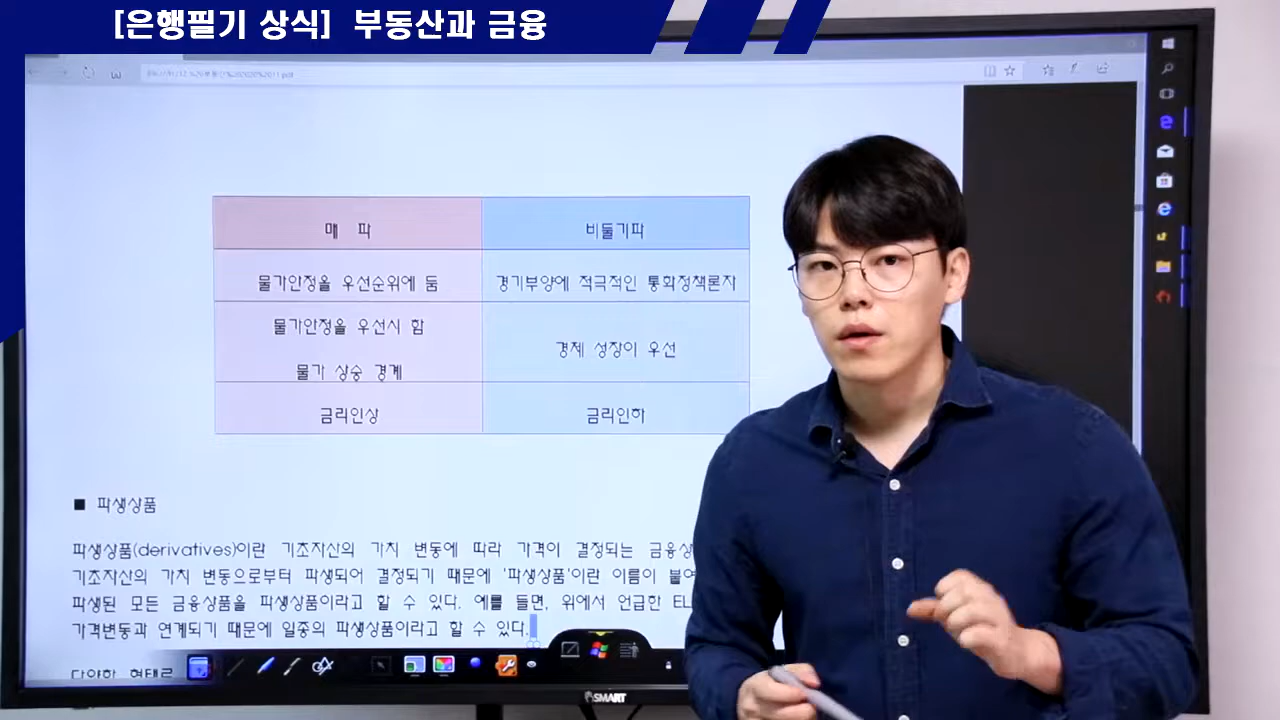 [은행필기 상식] 부동산과 금융
매 파
비둘기파
물가안정을 우선순위에 둠
경기부양에 적극적인 통화정책론자
물가안정을 우선시 함
물가 상승 경계
경제 성장이 우선
금리인상
금리인하
■ 파생상품
파생상품(derivatives)이란 기초자산의 가치 변동에 따라 가격이 결정되는
기초자산의 가치 변동으로부터 파생되어 결정되기 때문에 '파생상품'이란 이름이
파생된 모든 금융상품을 파생상품이라고 할 수 있다. 예를 들면, 위에서 언급한
가격변동과 연계되기 때문에 일종의 파생상품이라고 할 수 있다.
다양한 형태로
SMART